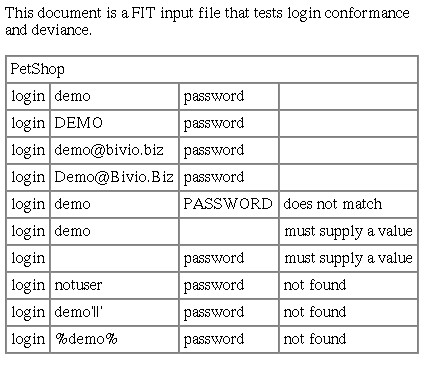 This document is a FIT input file that tests login conformance
and deviance.
PetShop
login demo password
login DEMO password
login demo@bivio.biz password
login Demo@Bivio.Biz password
login demo PASSWORD does not match
login demo must supply a value
login password must supply a value
login notuser password not found
login demo'||' password not found
login %demo% password not found